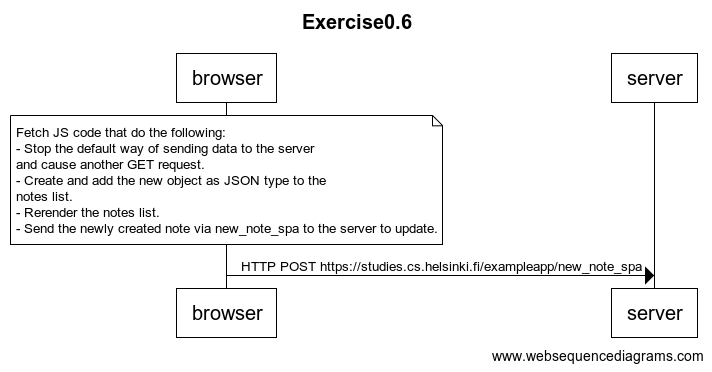 Exercise0.6
browser
server
Fetch JS code that do the following:
- Stop the default way of sending data to the server
and cause another GET request.
- Create and add the new object as JSON type to the
notes list.
- Rerender the notes list.
- Send the newly created note via new_note_spa to the server to update.
HTTP POST https://studies.cs.helsinki.fi/exampleapp/new_note_spa
browser
server
www.websequencediagrams.com